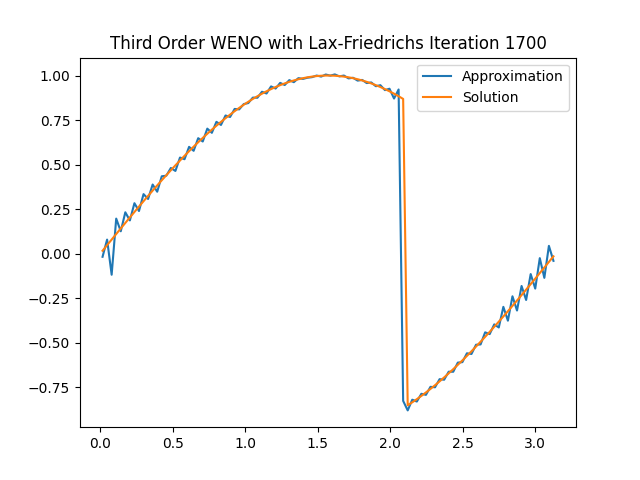 Third Order WENO with Lax-Friedrichs Iteration 1700
1.00
0.75
0.50
0.25
0.00
−0.25
−0.50
−0.75
Approximation
Solution
0.0 0.5 1.0 1.5 2.0 2.5 3.0